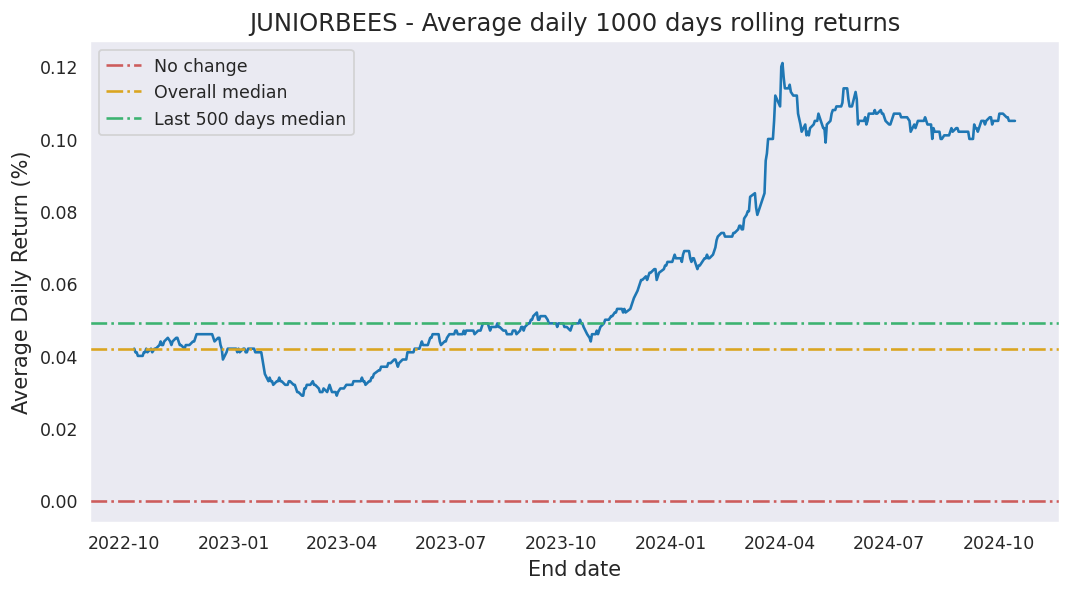 JUNIORBEES - Average daily 1000 days rolling returns
No change
Overall median
Last 500 days median
Average Daily Return (%)
0.12
0.10
0.08
0.06
0.04
0.02
0.00
2022-10 2023-01 2023-04 2023-07 2023-10 2024-01 2024-04 2024-07 2024-10
End date